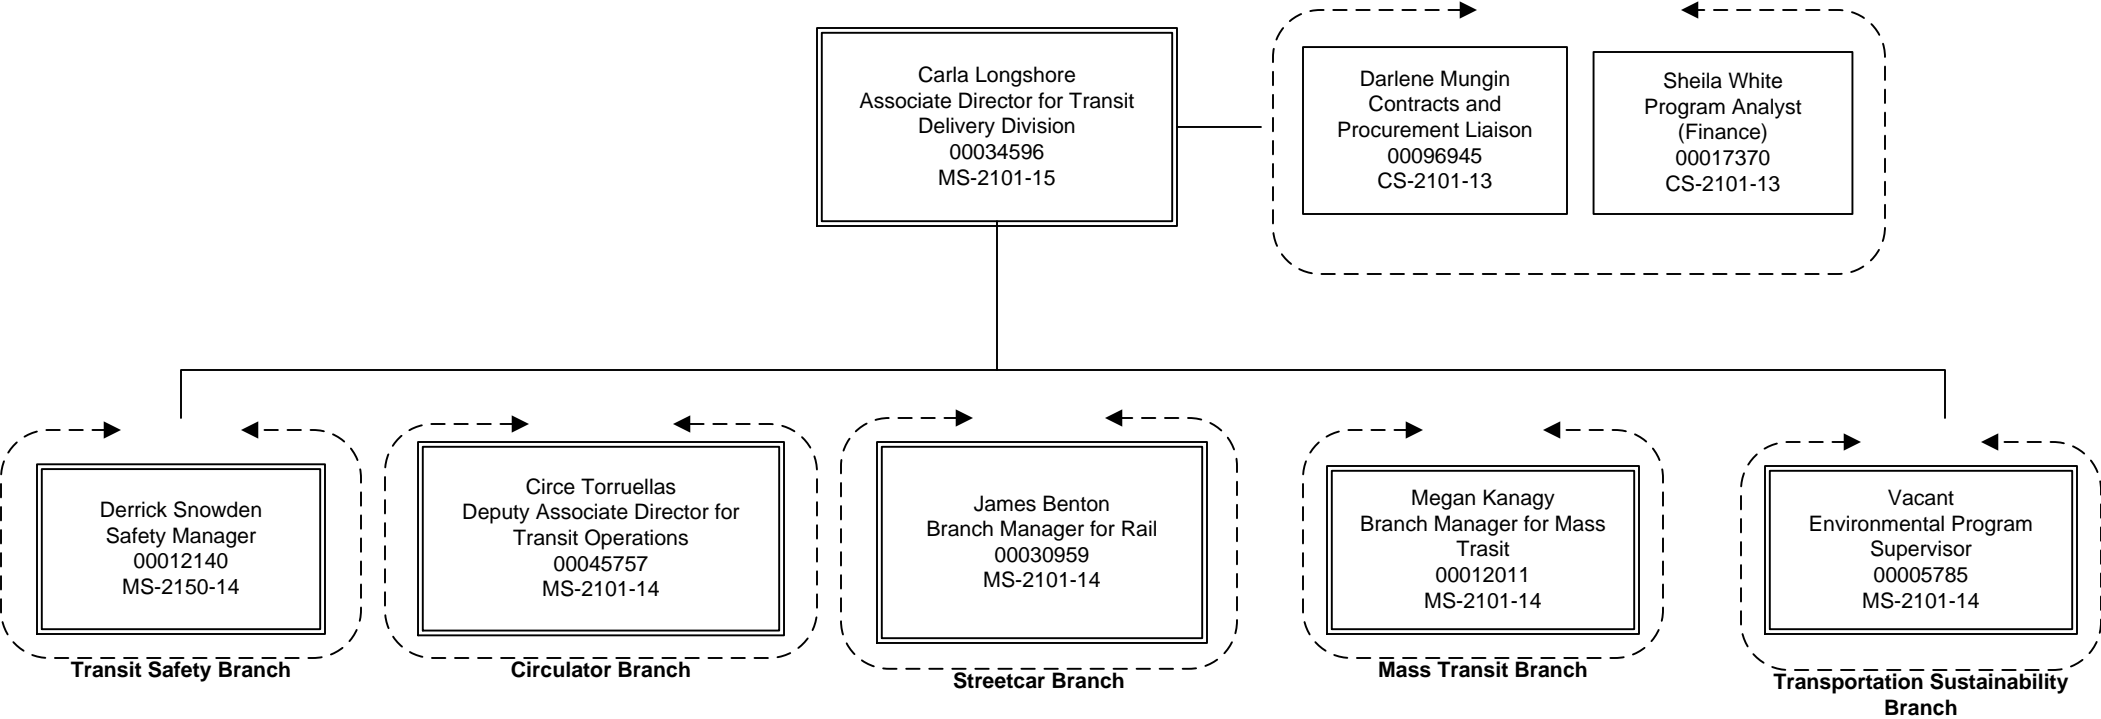 Carla Longshore
Associate Director for Transit
Delivery Division
00034596
MS-2101-15
Darlene Mungin
Contracts and
Procurement Liaison
00096945
CS-2101-13
Sheila White
Program Analyst
(Finance)
00017370
CS-2101-13
Derrick Snowden
Safety Manager
00012140
MS-2150-14
Transit Safety Branch
Circe Torruellas
Deputy Associate Director for
Transit Operations
00045757
MS-2101-14
Circulator Branch
James Benton
Branch Manager for Rail
00030959
MS-2101-14
Streetcar Branch
Megan Kanagy
Branch Manager for Mass
Trasit
00012011
MS-2101-14
Mass Transit Branch
Vacant
Environmental Program
Supervisor
00005785
MS-2101-14
Transportation Sustainability
Branch